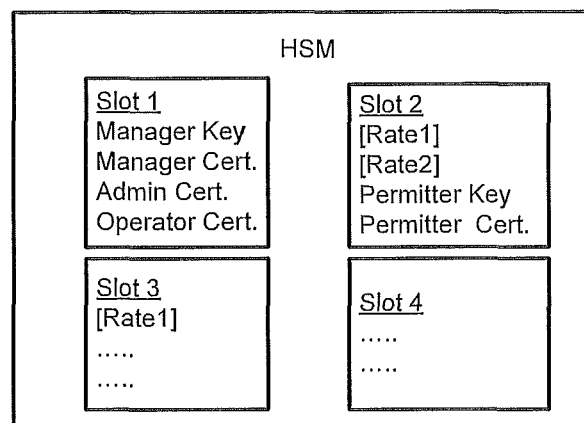 HSM
Slot 1
Manager Key
Manager Cert.
Admin Cert.
Operator Cert.
Slot 2
[Rate1]
[Rate2]
Permitter Key
Permitter Cert.
Slot 3
[Rate1]
.....
.....
Slot 4
.....
.....